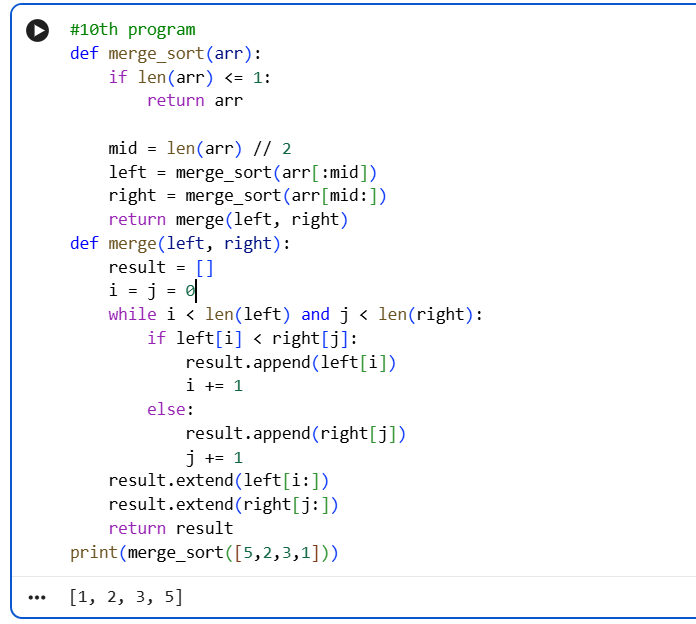 #10th program
def merge_sort(arr):
    if len(arr) <= 1:
        return arr

    mid = len(arr) // 2
    left = merge_sort(arr[:mid])
    right = merge_sort(arr[mid:])
    return merge(left, right)
def merge(left, right):
    result = []
    i = j = 0
    while i < len(left) and j < len(right):
        if left[i] < right[j]:
            result.append(left[i])
            i += 1
        else:
            result.append(right[j])
            j += 1
    result.extend(left[i:])
    result.extend(right[j:])
    return result
print(merge_sort([5,2,3,1]))
[1, 2, 3, 5]